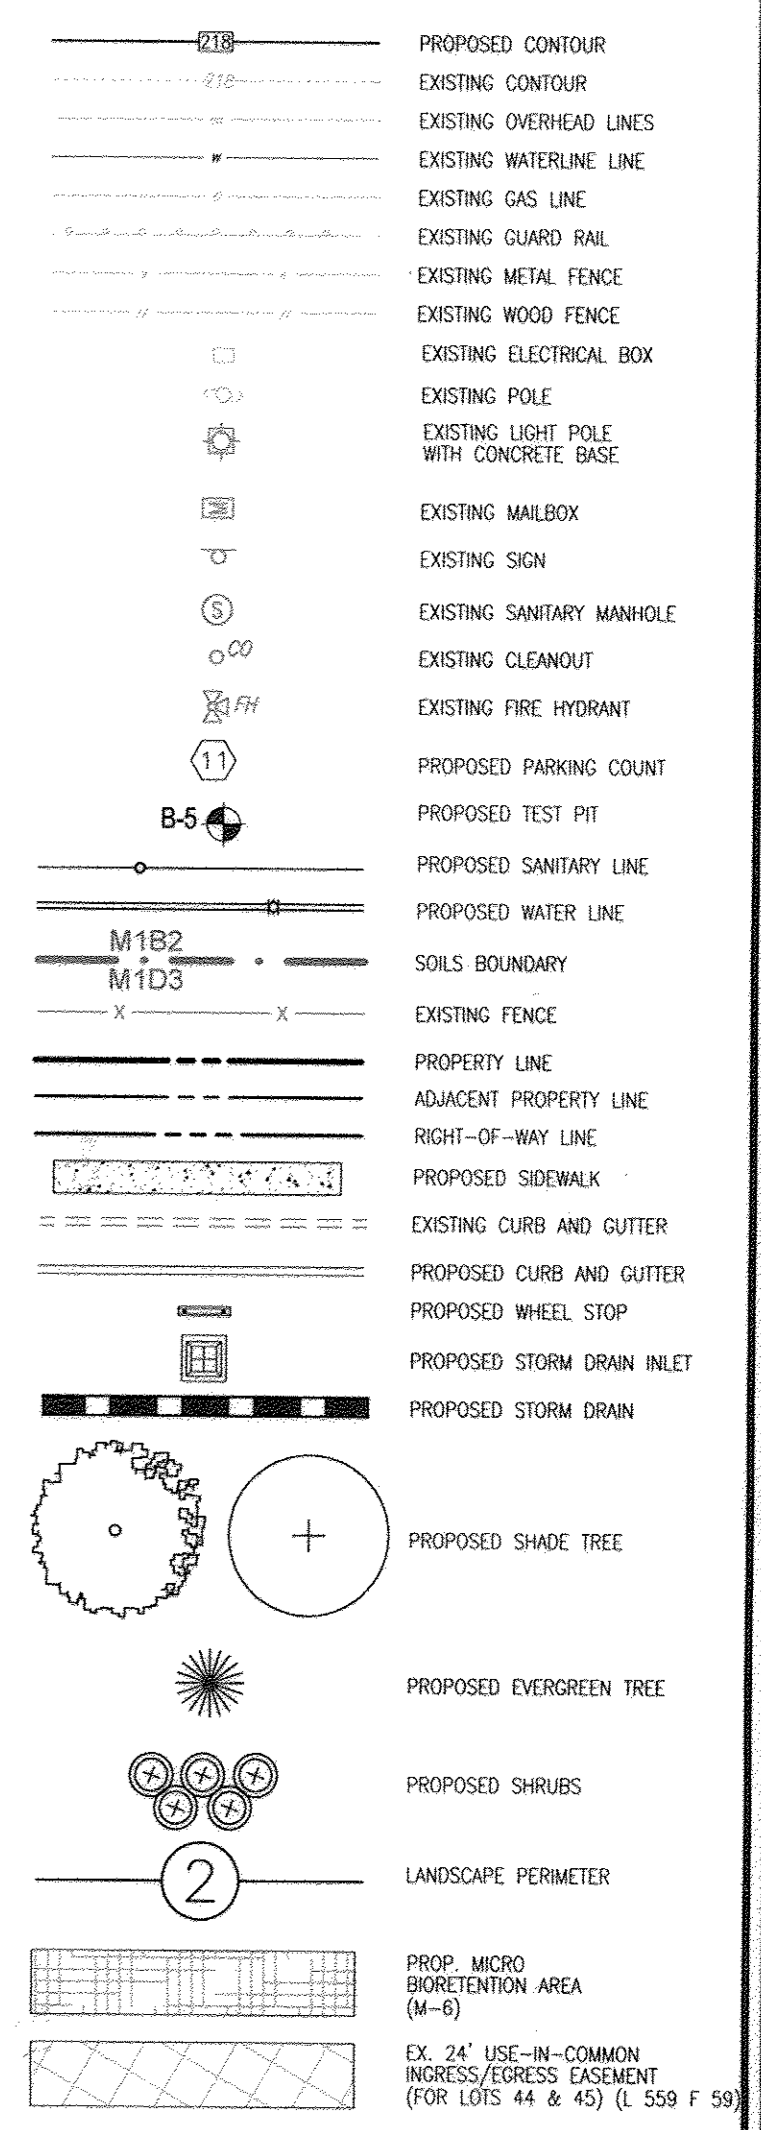 218 PROPOSED CONTOUR
218 EXISTING CONTOUR
EXISTING OVERHEAD LINES
W EXISTING WATERLINE LINE
EXISTING GAS LINE
EXISTING GUARD RAIL
EXISTING METAL FENCE
EXISTING WOOD FENCE
EXISTING ELECTRICAL BOX
EXISTING POLE
EXISTING LIGHT POLE
WITH CONCRETE BASE
EXISTING MAILBOX
EXISTING SIGN
S EXISTING SANITARY MANHOLE
CO EXISTING CLEANOUT
FH EXISTING FIRE HYDRANT
11 PROPOSED PARKING COUNT
B-5 PROPOSED TEST PIT
PROPOSED SANITARY LINE
PROPOSED WATER LINE
M1B2
SOILS BOUNDARY
M1D3
X X EXISTING FENCE
PROPERTY LINE
ADJACENT PROPERTY LINE
RIGHT-OF-WAY LINE
PROPOSED SIDEWALK
EXISTING CURB AND GUTTER
PROPOSED CURB AND GUTTER
PROPOSED WHEEL STOP
PROPOSED STORM DRAIN INLET
PROPOSED STORM DRAIN
PROPOSED SHADE TREE
PROPOSED EVERGREEN TREE
PROPOSED SHRUBS
2 LANDSCAPE PERIMETER
PROP. MICRO
BIORETENTION AREA
(M-6)
EX. 24' USE-IN-COMMON
INGRESS/EGRESS EASEMENT
(FOR LOTS 44 & 45) (L 559 F 59)